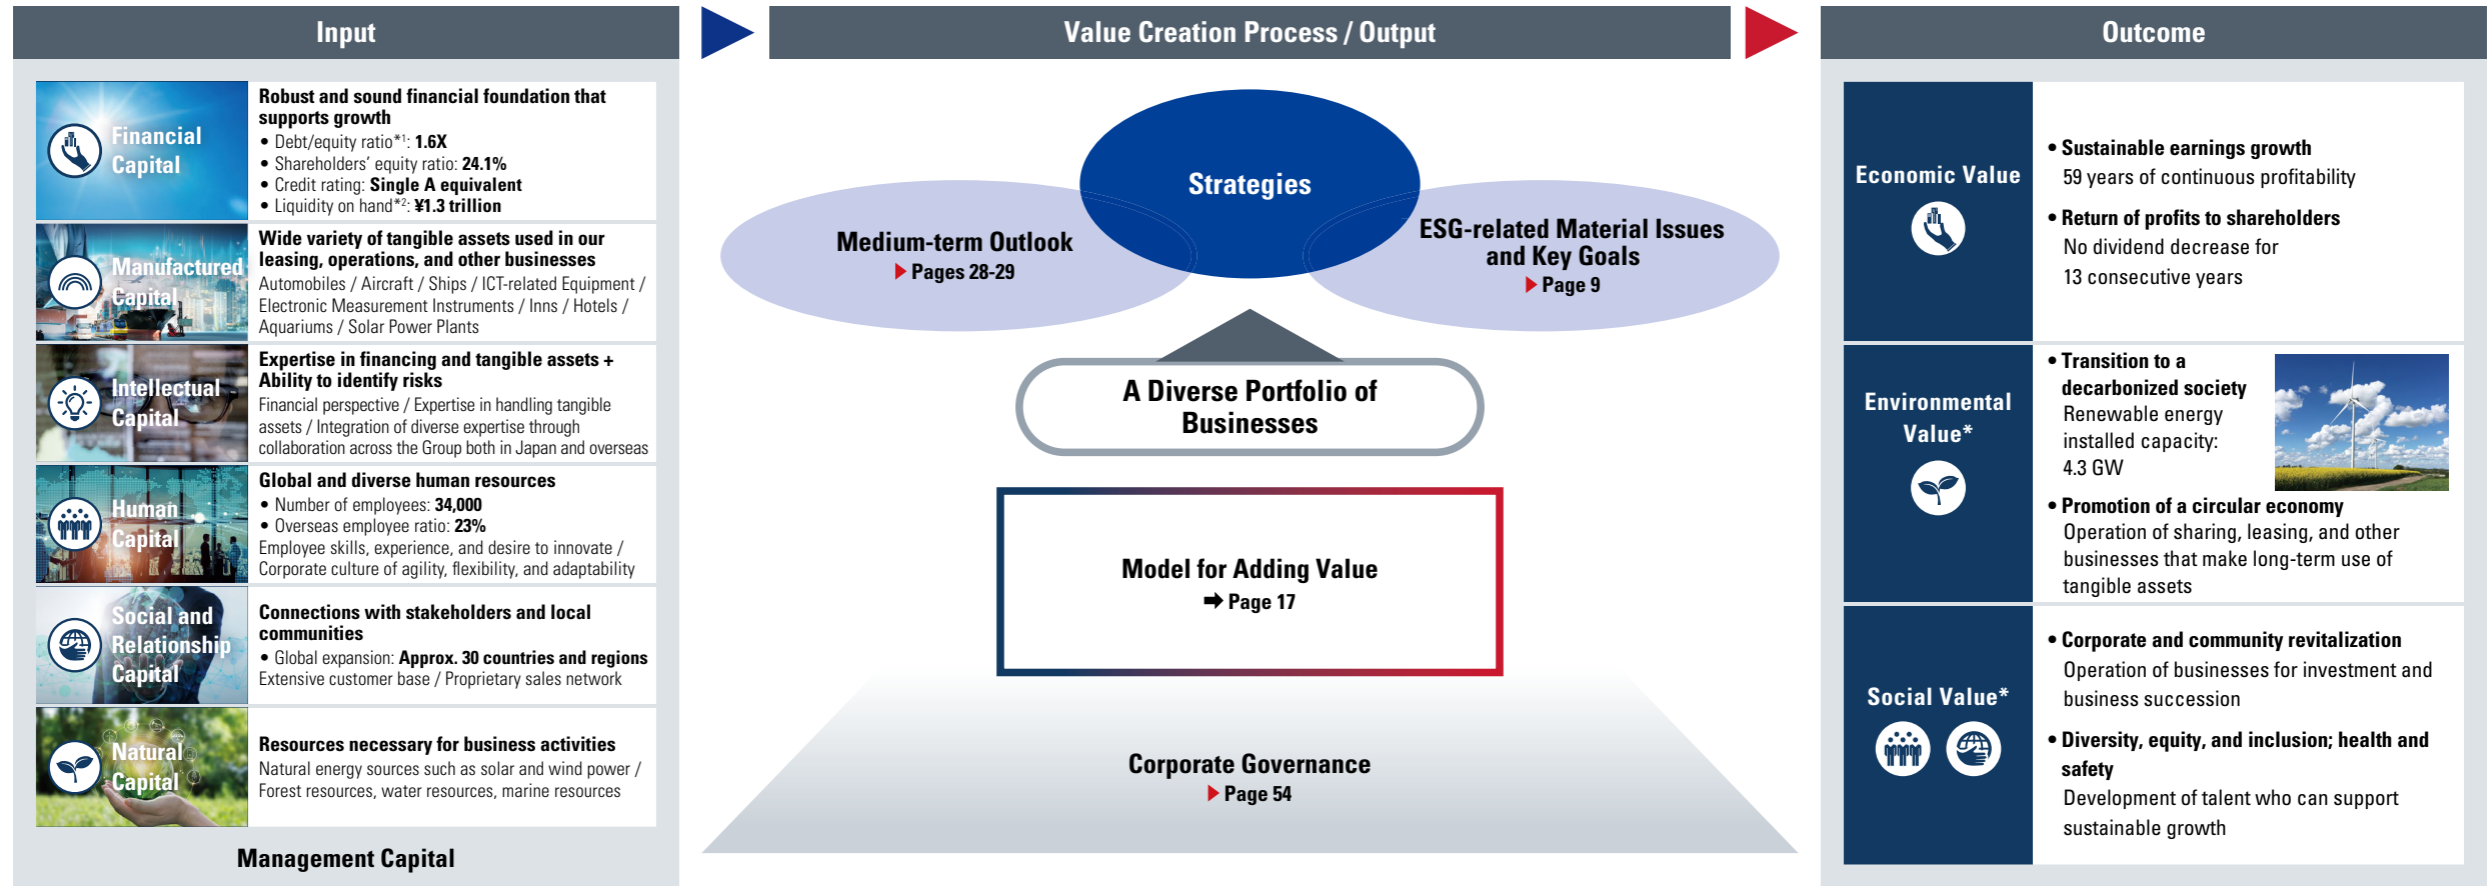 Input
Financial
Capital
Robust and sound financial foundation that
supports growth
• Debt/equity ratio*1: 1.6X
• Shareholders’ equity ratio: 24.1%
• Credit rating: Single A equivalent
• Liquidity on hand*2: ¥1.3 trillion
Manufactured
Capital
Wide variety of tangible assets used in our
leasing, operations, and other businesses
Automobiles / Aircraft / Ships / ICT-related Equipment /
Electronic Measurement Instruments / Inns / Hotels /
Aquariums / Solar Power Plants
Intellectual
Capital
Expertise in financing and tangible assets +
Ability to identify risks
Financial perspective / Expertise in handling tangible
assets / Integration of diverse expertise through
collaboration across the Group both in Japan and overseas
Human
Capital
Global and diverse human resources
• Number of employees: 34,000
• Overseas employee ratio: 23%
Employee skills, experience, and desire to innovate /
Corporate culture of agility, flexibility, and adaptability
Social and
Relationship
Capital
Connections with stakeholders and local
communities
• Global expansion: Approx. 30 countries and regions
Extensive customer base / Proprietary sales network
Natural
Capital
Resources necessary for business activities
Natural energy sources such as solar and wind power /
Forest resources, water resources, marine resources
Management Capital
Value Creation Process / Output
Strategies
Medium-term Outlook
Pages 28-29
ESG-related Material Issues
and Key Goals
Page 9
A Diverse Portfolio of
Businesses
Model for Adding Value
➡ Page 17
Corporate Governance
Page 54
Outcome
Economic Value
• Sustainable earnings growth
59 years of continuous profitability
• Return of profits to shareholders
No dividend decrease for
13 consecutive years
Environmental
Value*
• Transition to a
decarbonized society
Renewable energy
installed capacity:
4.3 GW
• Promotion of a circular economy
Operation of sharing, leasing, and other
businesses that make long-term use of
tangible assets
Social Value*
• Corporate and community revitalization
Operation of businesses for investment and
business succession
• Diversity, equity, and inclusion; health and
safety
Development of talent who can support
sustainable growth